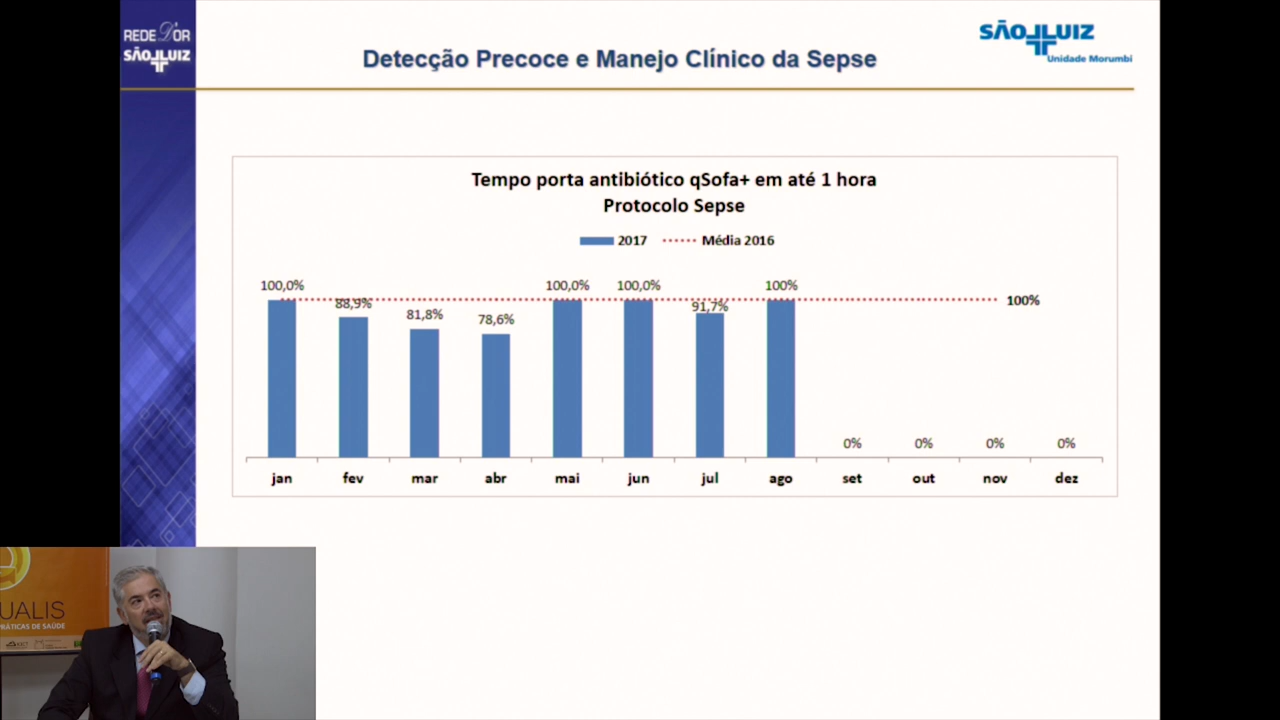 REDE D'OR
SÃO LUIZ
SÃO LUIZ
Unidade Morumbi
Detecção Precoce e Manejo Clínico da Sepse
Tempo porta antibiótico qSofa+ em até 1 hora
Protocolo Sepse
2017 Média 2016
100,0% 88,9% 81,8% 78,6% 100,0% 100,0% 91,7% 100% 100%
0% 0% 0% 0%
jan fev mar abr mai jun jul ago set out nov dez
UALIS
PRÁTICAS DE SAÚDE